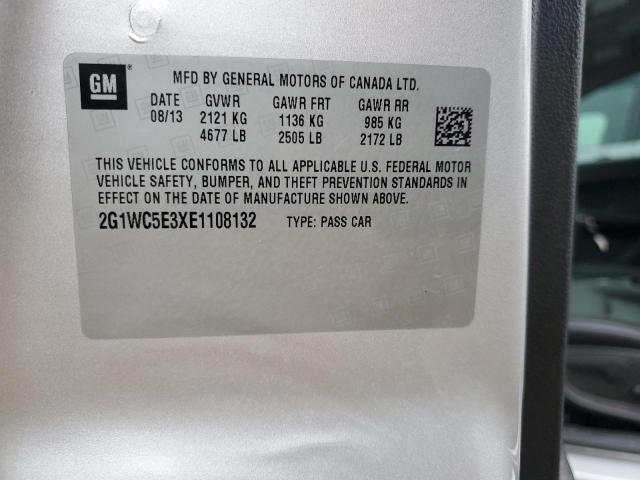 GM
MFD BY GENERAL MOTORS OF CANADA LTD.
DATE GVWR GAWR FRT GAWR RR
08/13 2121 KG 1136 KG 985 KG
4677 LB 2505 LB 2172 LB
THIS VEHICLE CONFORMS TO ALL APPLICABLE U.S. FEDERAL MOTOR
VEHICLE SAFETY, BUMPER, AND THEFT PREVENTION STANDARDS IN
EFFECT ON THE DATE OF MANUFACTURE SHOWN ABOVE.
2G1WC5E3XE1108132 TYPE: PASS CAR